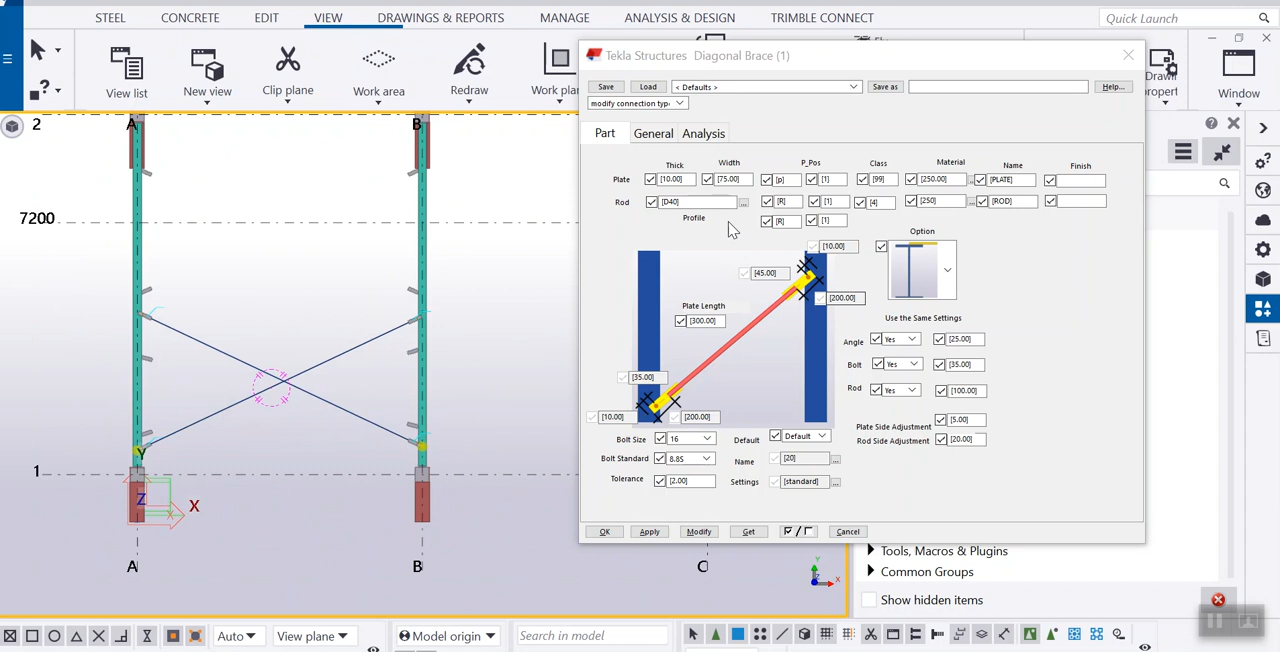 STEEL CONCRETE EDIT VIEW DRAWINGS & REPORTS MANAGE ANALYSIS & DESIGN TRIMBLE CONNECT Quick Launch
View list New view Clip plane Work area Redraw Work plan Window
Tekla Structures Diagonal Brace (1)
Save Load < Defaults > Save as Help...
modify connection type
Part General Analysis
Thick Width P_Pos Class Material Name Finish
Plate [10.00] [75.00] [p] [1] [99] [250.00] ... [PLATE]
Rod [D40] ... [R] [1] [4] [250] ... [ROD]
Profile [R] [1]
Option
[10.00]
[45.00]
[200.00]
Plate Length
[300.00]
Use the Same Settings
Angle Yes [25.00]
Bolt Yes [35.00]
[35.00]
Rod Yes [100.00]
[10.00] [200.00]
Plate Side Adjustment [5.00]
Bolt Size 16 Default Default
Rod Side Adjustment [20.00]
Bolt Standard 8.8S Name [20] ...
Tolerance [2.00] Settings [standard] ...
OK Apply Modify Get / Cancel
2 A B
7200
1
Y
Z X
A B C
Y
X
Tools, Macros & Plugins
Common Groups
Show hidden items
Auto View plane Model origin Search in model